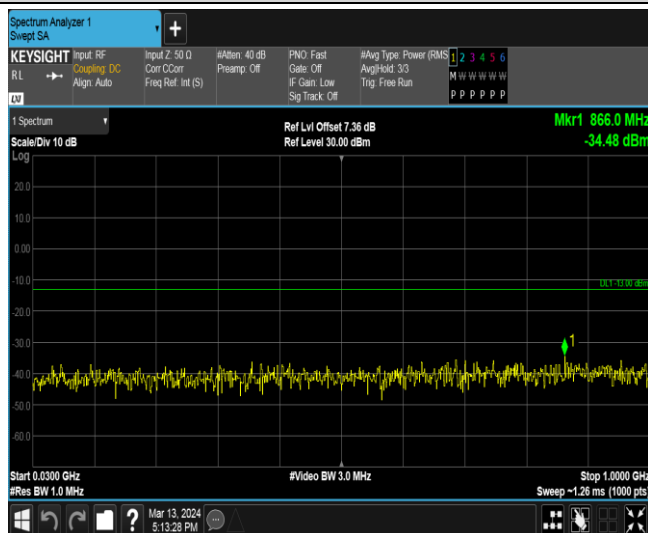 Spectrum Analyzer 1
Swept SA
+
KEYSIGHT
RL
LXI
Input: RF
Coupling: DC
Align: Auto
Input Z: 50 Ω
Corr CCorr
Freq Ref: Int (S)
#Atten: 40 dB
Preamp: Off
PNO: Fast
Gate: Off
IF Gain: Low
Sig Track: Off
#Avg Type: Power (RMS
Avg|Hold: 3/3
Trig: Free Run
1 2 3 4 5 6
M W W W W W
P P P P P P
1 Spectrum
Scale/Div 10 dB
Ref Lvl Offset 7.36 dB
Ref Level 30.00 dBm
Mkr1 866.0 MHz
-34.48 dBm
Log
20.0
10.0
0.00
-10.0
DL1 -13.00 dBm
-20.0
-30.0
1
-40.0
-50.0
-60.0
Start 0.0300 GHz
#Video BW 3.0 MHz
Stop 1.0000 GHz
#Res BW 1.0 MHz
Sweep ~1.26 ms (1000 pts)
?
Mar 13, 2024
5:13:28 PM